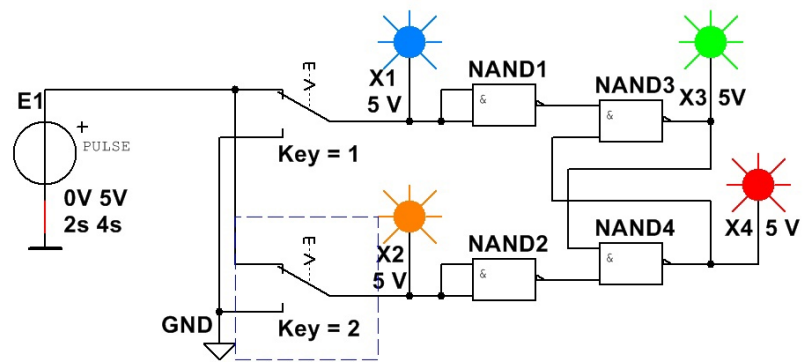 E1
PULSE
0V 5V
2s 4s
GND
E
Key = 1
E
Key = 2
X1
5 V
X2
5 V
NAND1
&
NAND2
&
NAND3
&
NAND4
&
X3 5V
X4 5 V